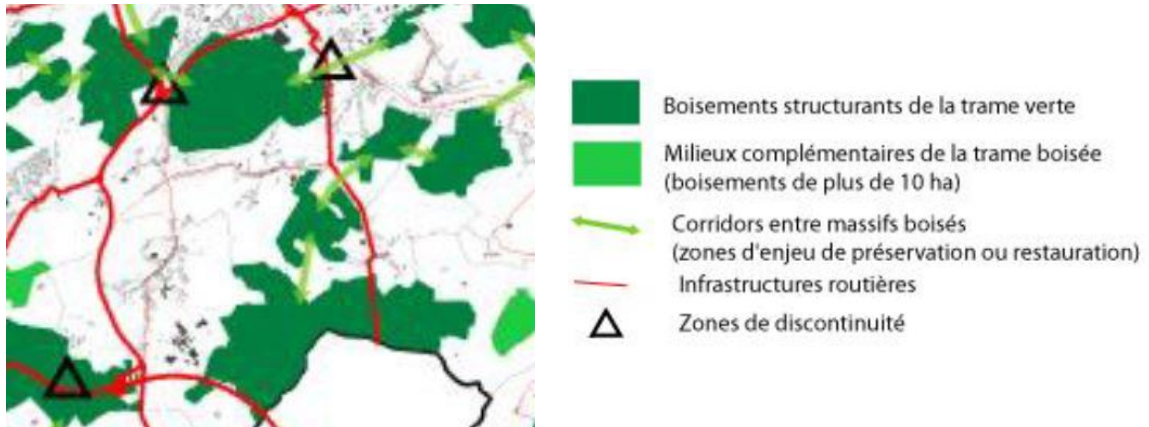 Boisements structurants de la trame verte
Milieux complémentaires de la trame boisée
(boisements de plus de 10 ha)
Corridors entre massifs boisés
(zones d'enjeu de préservation ou restauration)
Infrastructures routières
Zones de discontinuité